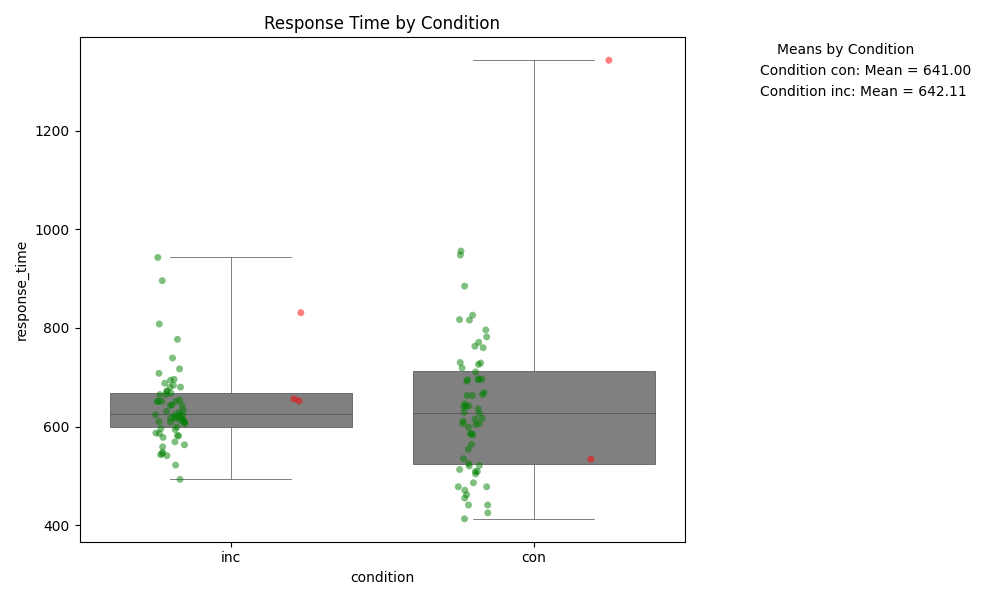 Response Time by Condition
Means by Condition
Condition con: Mean = 641.00
Condition inc: Mean = 642.11
response_time
1200
1000
800
600
400
inc
con
condition